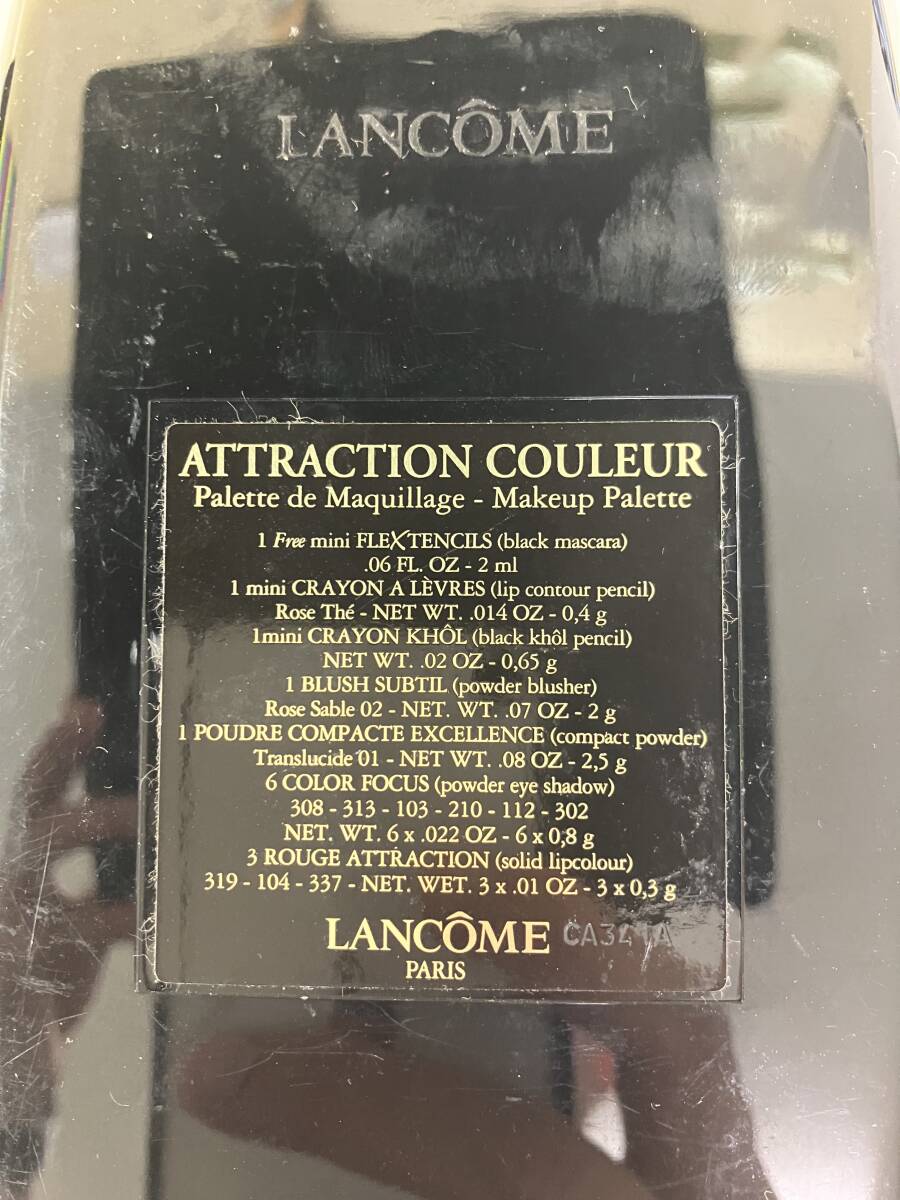 LANCÔME
ATTRACTION COULEUR
Palette de Maquillage - Makeup Palette
1 Free mini FLEXTENCILS (black mascara)
.06 FL. OZ - 2 ml
1 mini CRAYON A LÈVRES (lip contour pencil)
Rose Thé - NET WT. .014 OZ - 0,4 g
1mini CRAYON KHÔL (black khôl pencil)
NET WT. .02 OZ - 0,65 g
1 BLUSH SUBTIL (powder blusher)
Rose Sable 02 - NET. WT. .07 OZ - 2 g
1 POUDRE COMPACTE EXCELLENCE (compact powder)
Translucide 01 - NET WT. .08 OZ - 2,5 g
6 COLOR FOCUS (powder eye shadow)
308 - 313 - 103 - 210 - 112 - 302
NET. WT. 6 x .022 OZ - 6 x 0,8 g
3 ROUGE ATTRACTION (solid lipcolour)
319 - 104 - 337 - NET. WET. 3 x .01 OZ - 3 x 0,3 g
LANCÔME
PARIS